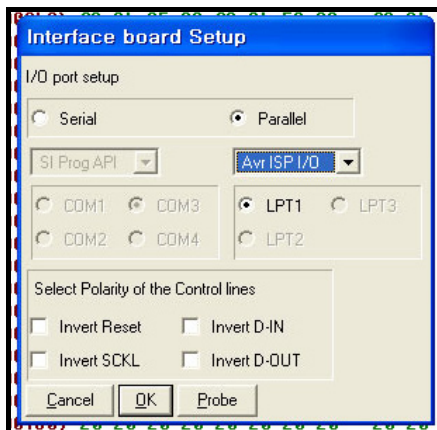 Interface board Setup
I/O port setup
Serial Parallel
SI Prog API Avr ISP I/O
COM1 COM3 LPT1 LPT3
COM2 COM4 LPT2
Select Polarity of the Control lines
Invert Reset Invert D-IN
Invert SCKL Invert D-OUT
Cancel OK Probe